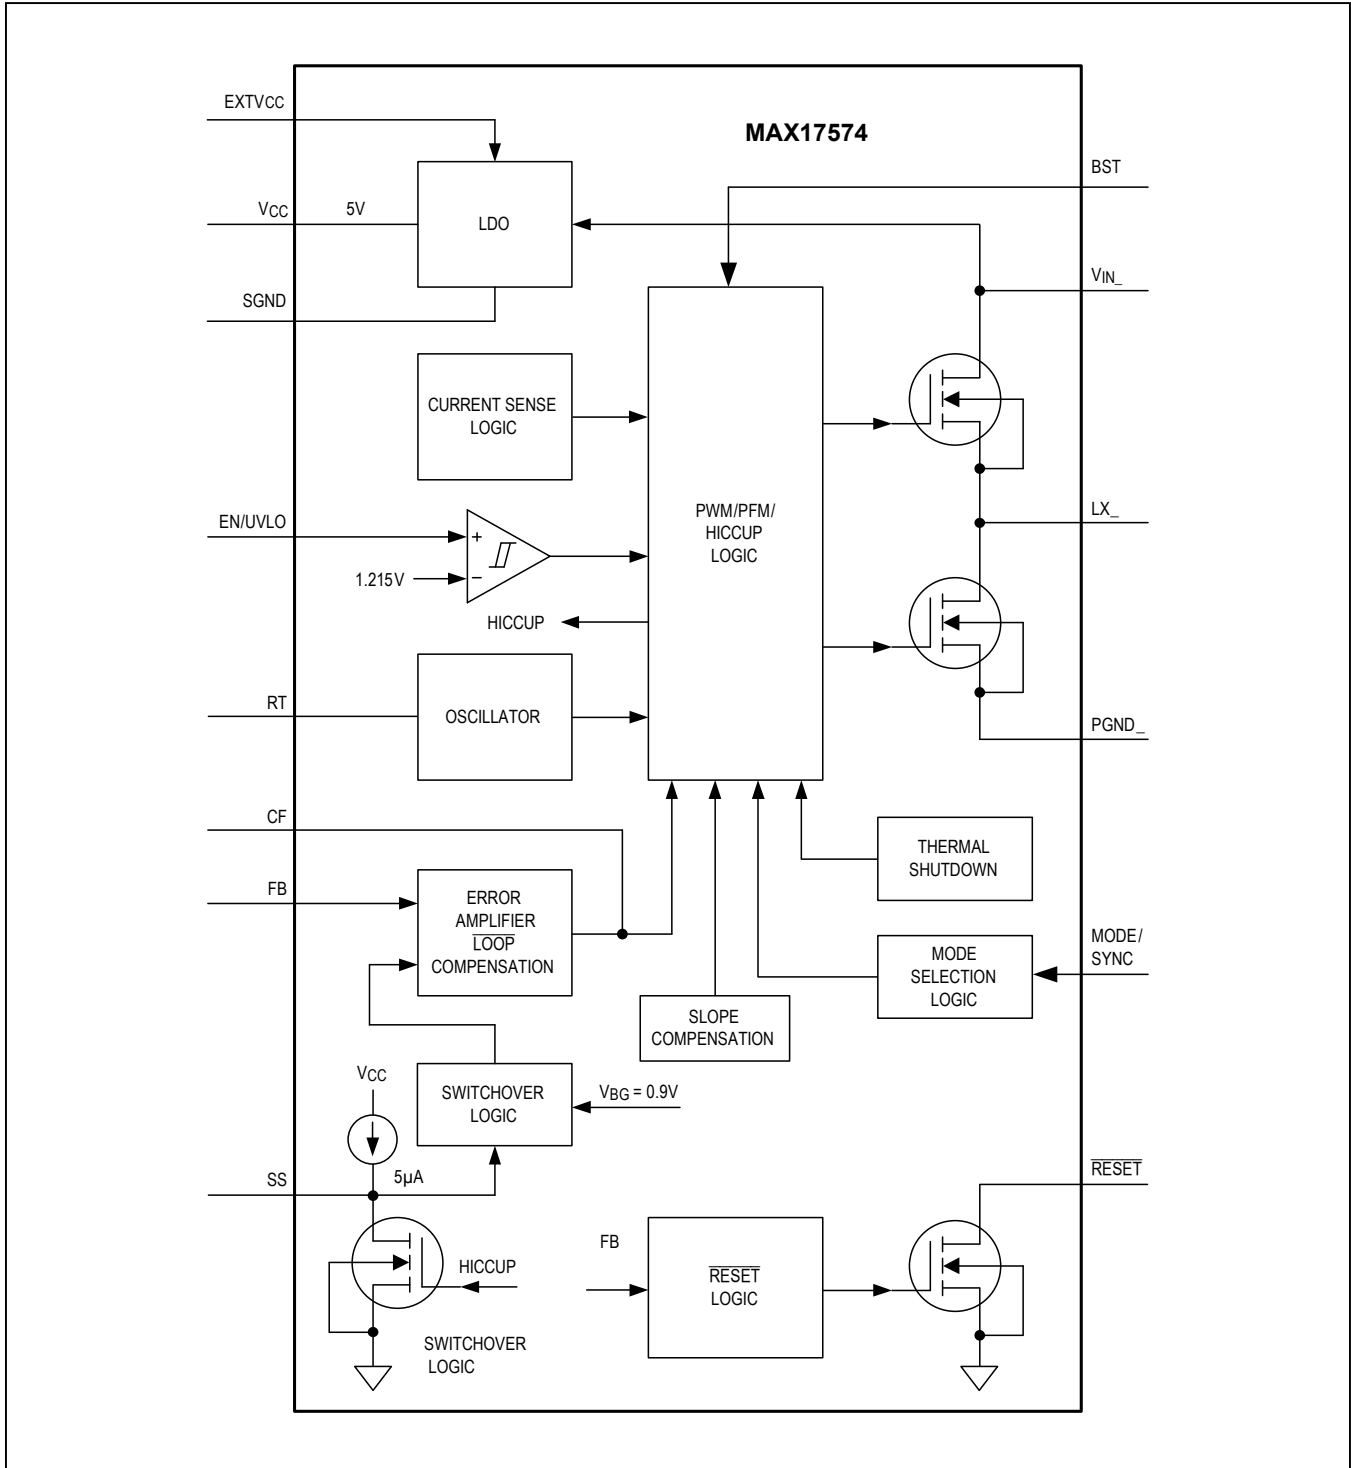 EXTVCC
MAX17574
BST
VCC
5V
LDO
VIN_
SGND
CURRENT SENSE
LOGIC
EN/UVLO
+
PWM/PFM/
HICCUP
LOGIC
LX_
1.215V
−
HICCUP
RT
OSCILLATOR
PGND_
CF
THERMAL
SHUTDOWN
FB
ERROR
AMPLIFIER
LOOP
COMPENSATION
MODE/
SYNC
MODE
SELECTION
LOGIC
SLOPE
COMPENSATION
VCC
SWITCHOVER
LOGIC
VBG = 0.9V
SS
5µA
RESET
FB
HICCUP
RESET
LOGIC
SWITCHOVER
LOGIC